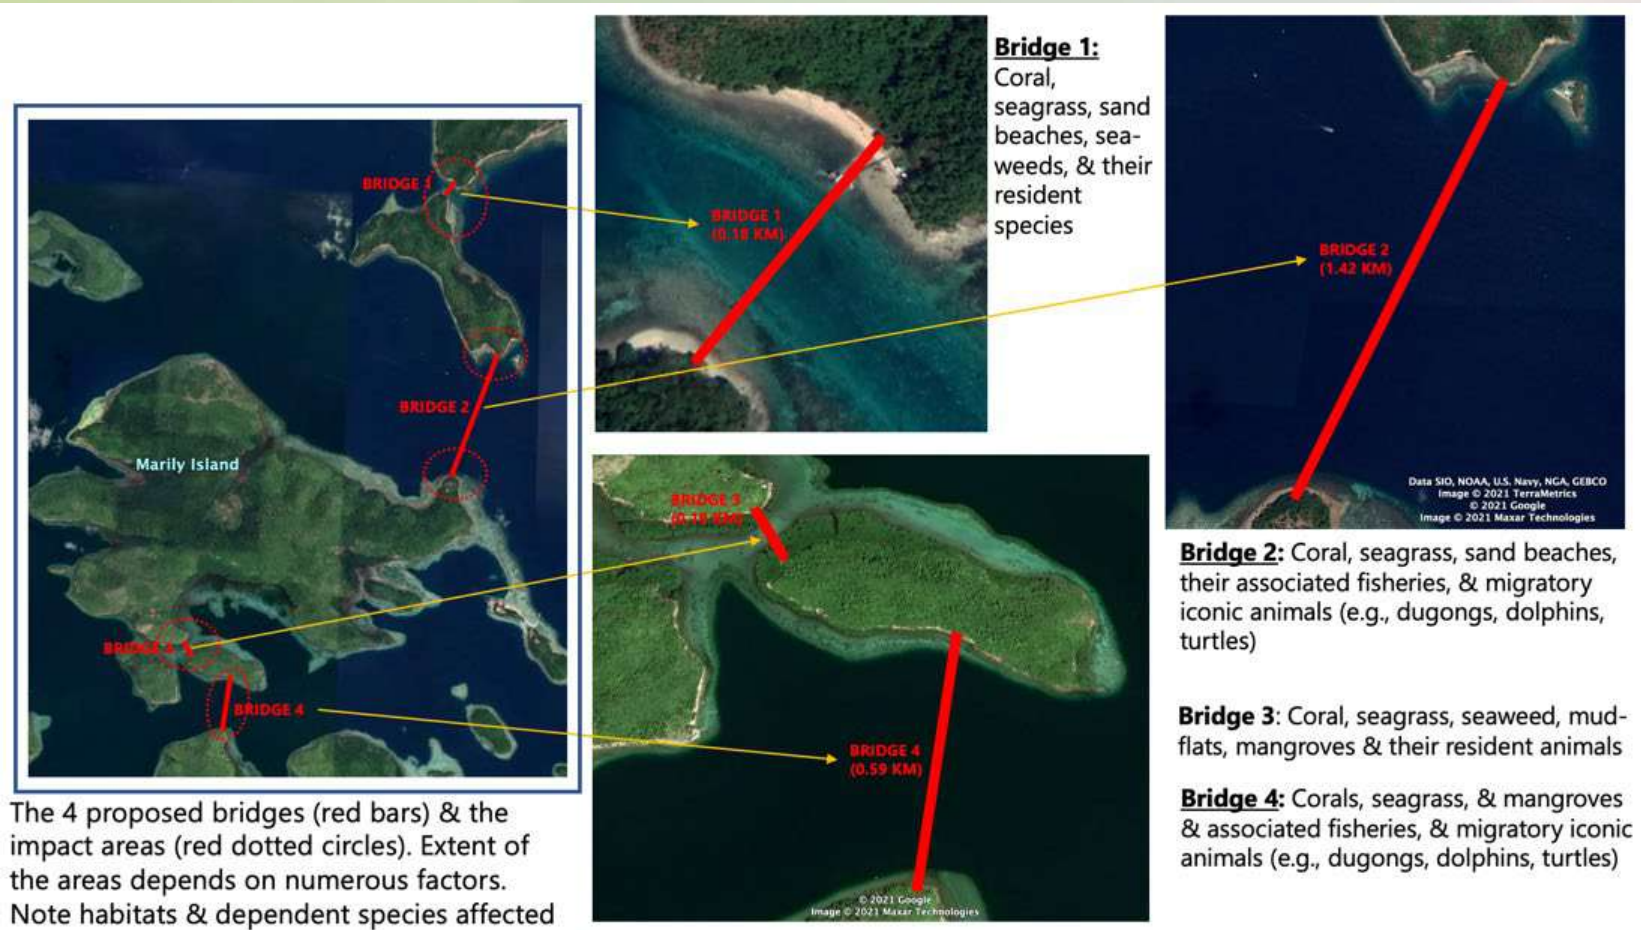 BRIDGE 1
BRIDGE 2
Marily Island
BRIDGE 4
BRIDGE 4
The 4 proposed bridges (red bars) & the
impact areas (red dotted circles). Extent of
the areas depends on numerous factors.
Note habitats & dependent species affected
BRIDGE 1
(0.18 KM)
Bridge 1:
Coral,
seagrass, sand
beaches, sea-
weeds, & their
resident
species
BRIDGE 2
(1.42 KM)
Data SIO, NOAA, U.S. Navy, NGA, GEBCO
Image © 2021 TerraMetrics
© 2021 Google
Image © 2021 Maxar Technologies
BRIDGE 3
KM)
BRIDGE 4
(0.59 KM)
© 2021 Google
Image © 2021 Maxar Technologies
Bridge 2: Coral, seagrass, sand beaches,
their associated fisheries, & migratory
iconic animals (e.g., dugongs, dolphins,
turtles)
Bridge 3: Coral, seagrass, seaweed, mud-
flats, mangroves & their resident animals
Bridge 4: Corals, seagrass, & mangroves
& associated fisheries, & migratory iconic
animals (e.g., dugongs, dolphins, turtles)